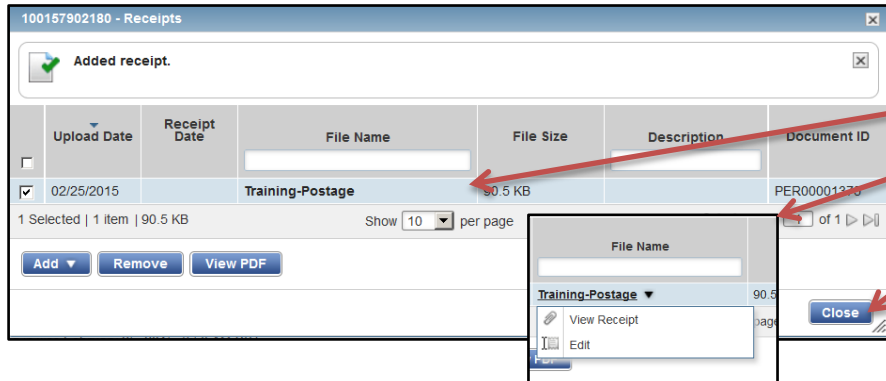 100157902180 - Receipts
Added receipt.
Upload Date Receipt Date File Name File Size Description Document ID
02/25/2015 Training-Postage 90.5 KB
1 Selected | 1 item | 90.5 KB Show 10 per page of 1
Add Remove View PDF
Close
File Name
Training-Postage 90.5
View Receipt
Edit